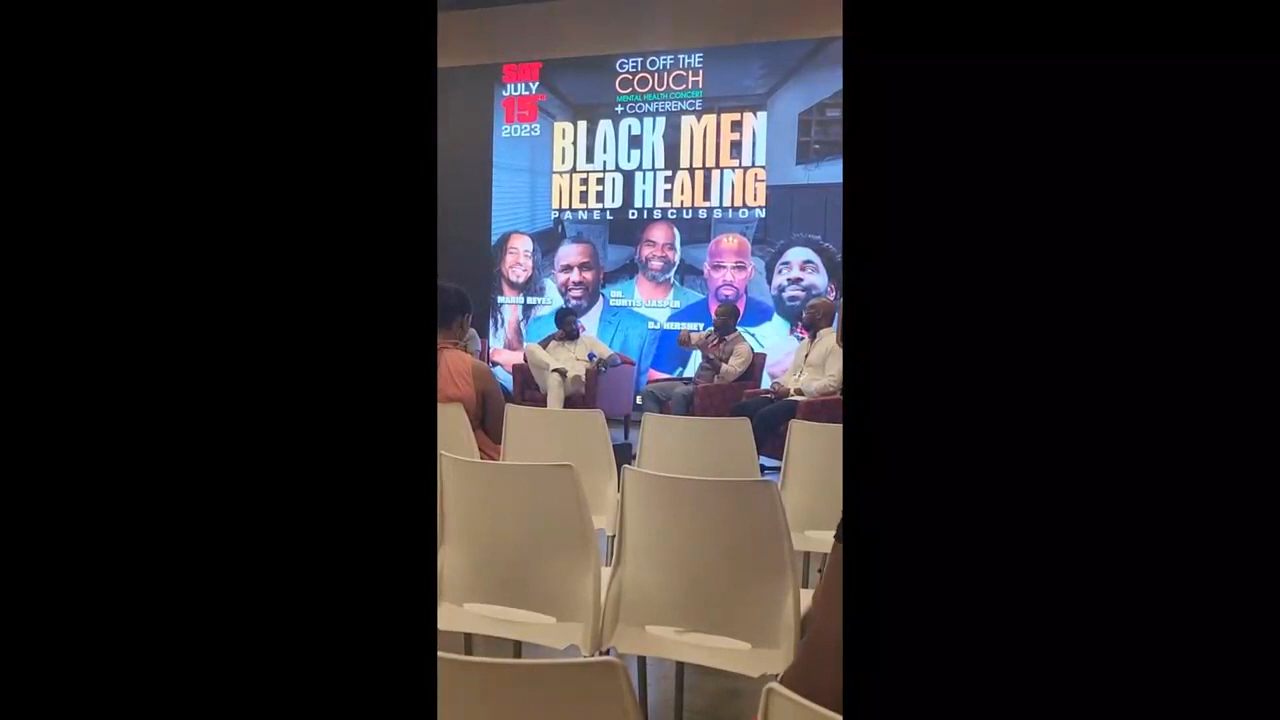 SAT
JULY
15TH
2023
GET OFF THE
COUCH
MENTAL HEALTH CONCERT
+ CONFERENCE
BLACK MEN
NEED HEALING
PANEL DISCUSSION
MARIO REYES
DR.
CURTIS JASPER
DJ HERSHEY